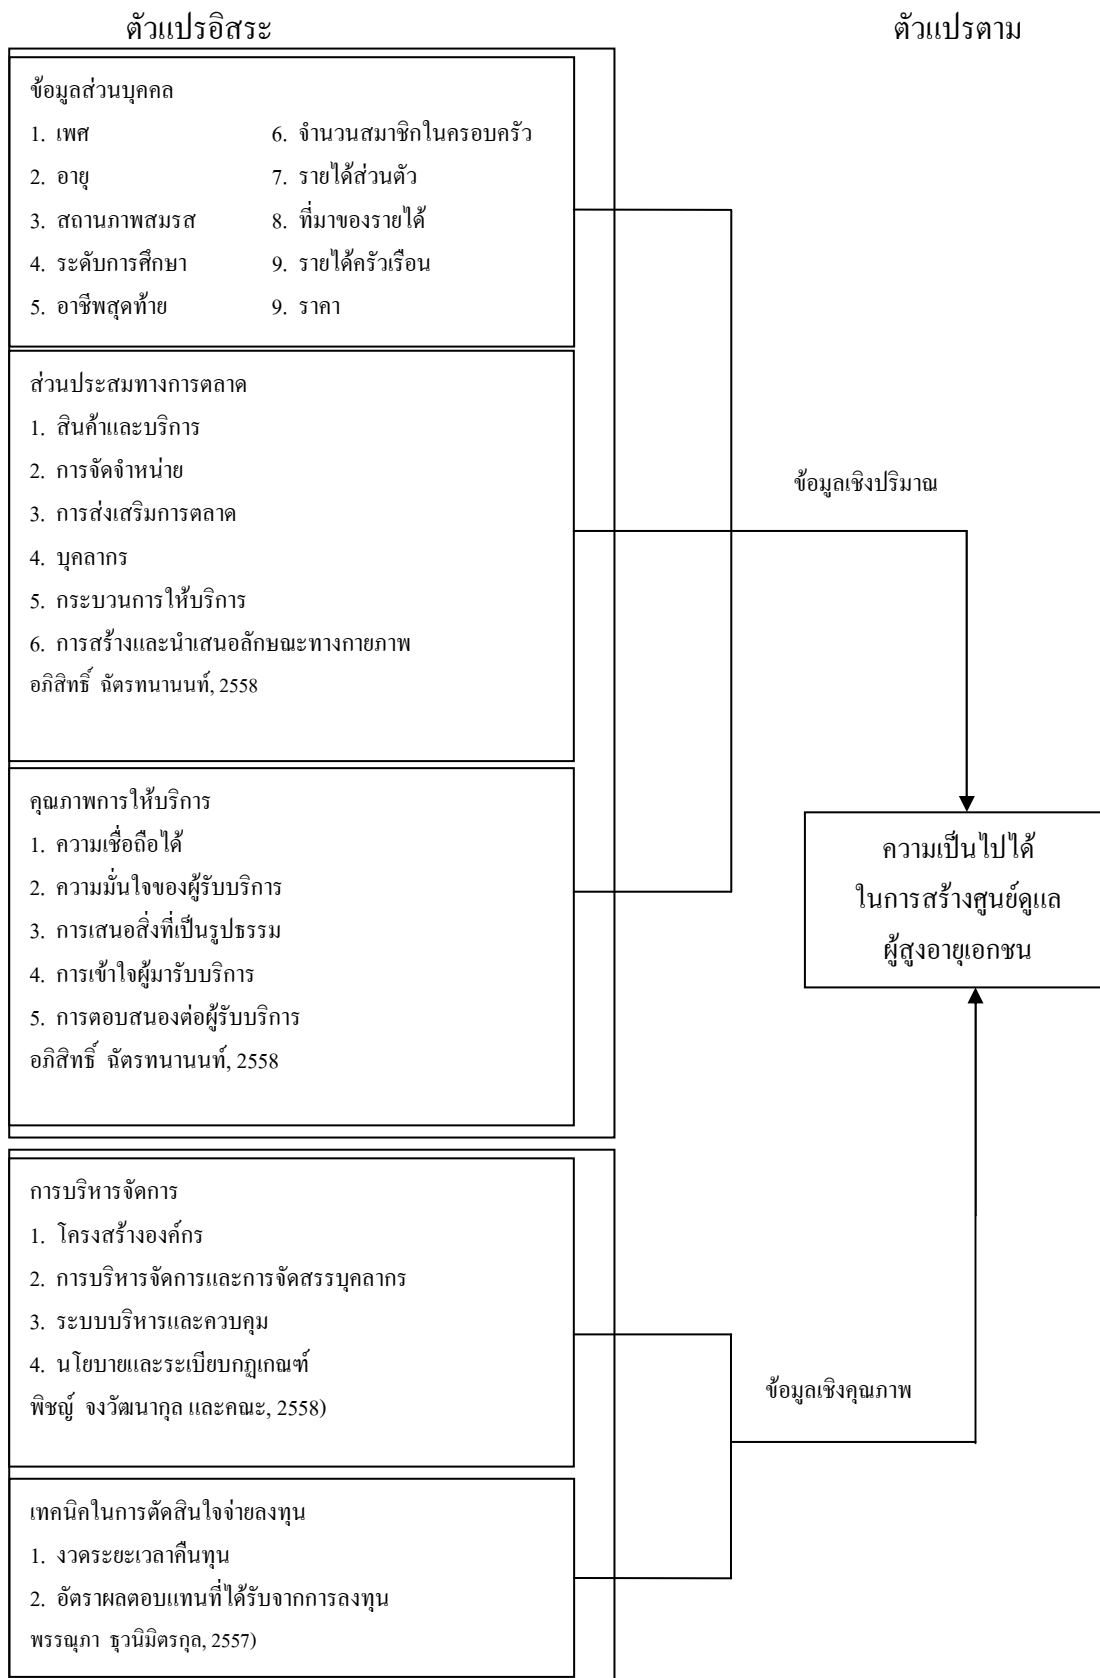 ตัวแปรอิสระ
ตัวแปรตาม
ข้อมูลส่วนบุคคล
1. เพศ
2. อายุ
3. สถานภาพสมรส
4. ระดับการศึกษา
5. อาชีพสุดท้าย
6. จำนวนสมาชิกในครอบครัว
7. รายได้ส่วนตัว
8. ที่มาของรายได้
9. รายได้ครัวเรือน
9. ราคา
ส่วนประสมทางการตลาด
1. สินค้าและบริการ
2. การจัดจำหน่าย
3. การส่งเสริมการตลาด
4. บุคลากร
5. กระบวนการให้บริการ
6. การสร้างและนำเสนอลักษณะทางกายภาพ
อภิสิทธิ์ ฉัตรทนานนท์, 2558
ข้อมูลเชิงปริมาณ
คุณภาพการให้บริการ
1. ความเชื่อถือได้
2. ความมั่นใจของผู้รับบริการ
3. การเสนอสิ่งที่เป็นรูปธรรม
4. การเข้าใจผู้มารับบริการ
5. การตอบสนองต่อผู้รับบริการ
อภิสิทธิ์ ฉัตรทนานนท์, 2558
ความเป็นไปได้
ในการสร้างศูนย์ดูแล
ผู้สูงอายุเอกชน
การบริหารจัดการ
1. โครงสร้างองค์กร
2. การบริหารจัดการและการจัดสรรบุคลากร
3. ระบบบริหารและควบคุม
4. นโยบายและระเบียบกฎเกณฑ์
พิชญ์ จงวัฒนากุล และคณะ, 2558)
ข้อมูลเชิงคุณภาพ
เทคนิคในการตัดสินใจจ่ายลงทุน
1. งวดระยะเวลาคืนทุน
2. อัตราผลตอบแทนที่ได้รับจากการลงทุน
พรรณุภา ธุวนิมิตรกุล, 2557)